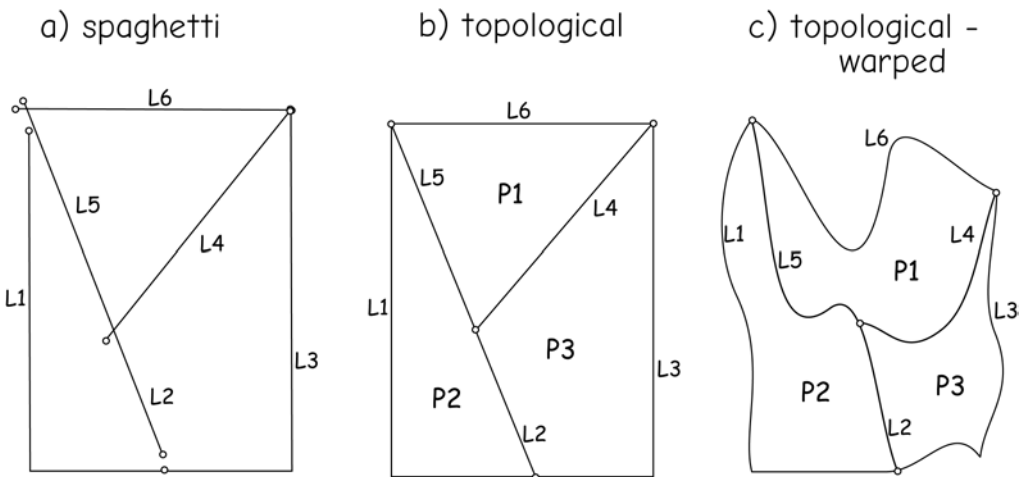 a) spaghetti
b) topological
c) topological -
warped
L6
L5
L4
L1
L3
L2
L6
L5
P1
L4
L1
P3
L3
P2
L2
L6
L1
L4
L5
P1
L3
P2
P3
L2